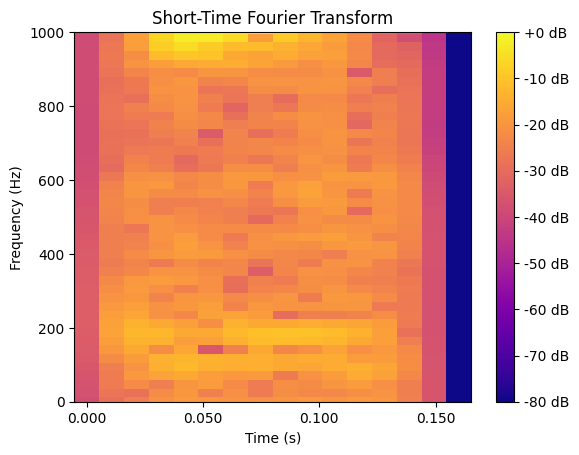 Short-Time Fourier Transform
1000
800
600
400
200
0
Frequency (Hz)
0.000
0.050
0.100
0.150
Time (s)
+0 dB
-10 dB
-20 dB
-30 dB
-40 dB
-50 dB
-60 dB
-70 dB
-80 dB